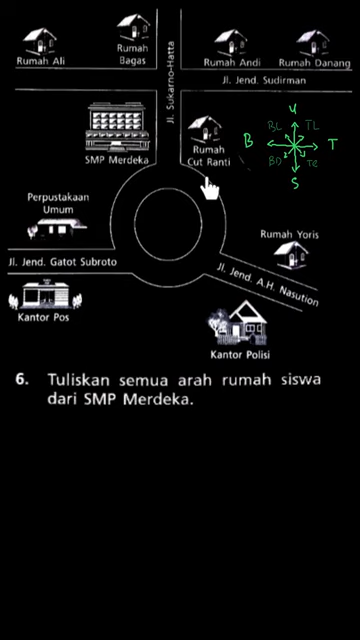 Rumah Ali
Rumah
Bagas
Jl. Sukarno-Hatta
Rumah Andi
Rumah Danang
Jl. Jend. Sudirman
SMP Merdeka
Rumah
Cut Ranti
U
BL
TL
B
T
BD
S
Perpustakaan
Umum
Rumah Yoris
Jl. Jend. Gatot Subroto
Jl. Jend. A.H. Nasution
Kantor Pos
Kantor Polisi
6. Tuliskan semua arah rumah siswa
dari SMP Merdeka.